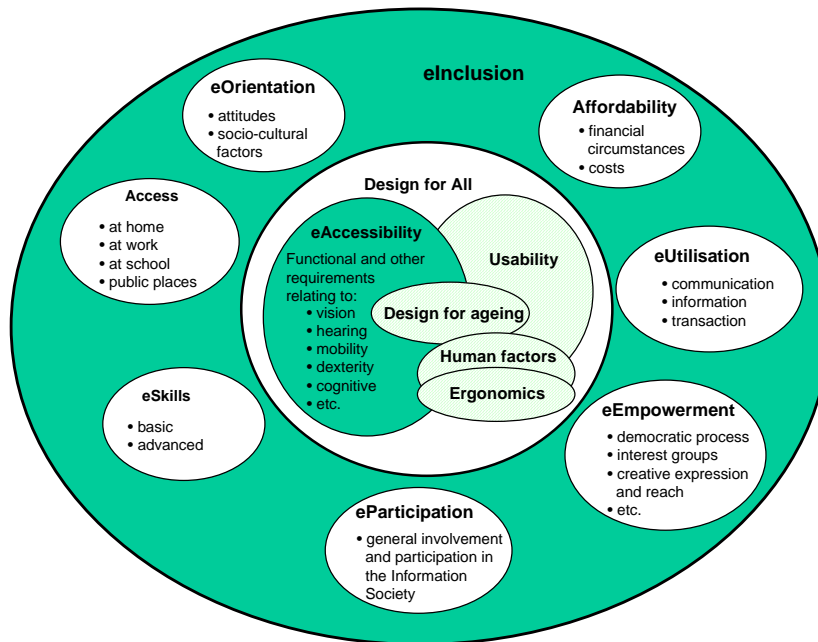 eInclusion
eOrientation
• attitudes
• socio-cultural
factors
Affordability
• financial
circumstances
• costs
Access
• at home
• at work
• at school
• public places
Design for All
eAccessibility
Functional and other
requirements
relating to:
• vision
• hearing
• mobility
• dexterity
• cognitive
• etc.
Usability
Design for ageing
Human factors
Ergonomics
eUtilisation
• communication
• information
• transaction
eSkills
• basic
• advanced
eEmpowerment
• democratic process
• interest groups
• creative expression
and reach
• etc.
eParticipation
• general involvement
and participation in
the Information
Society